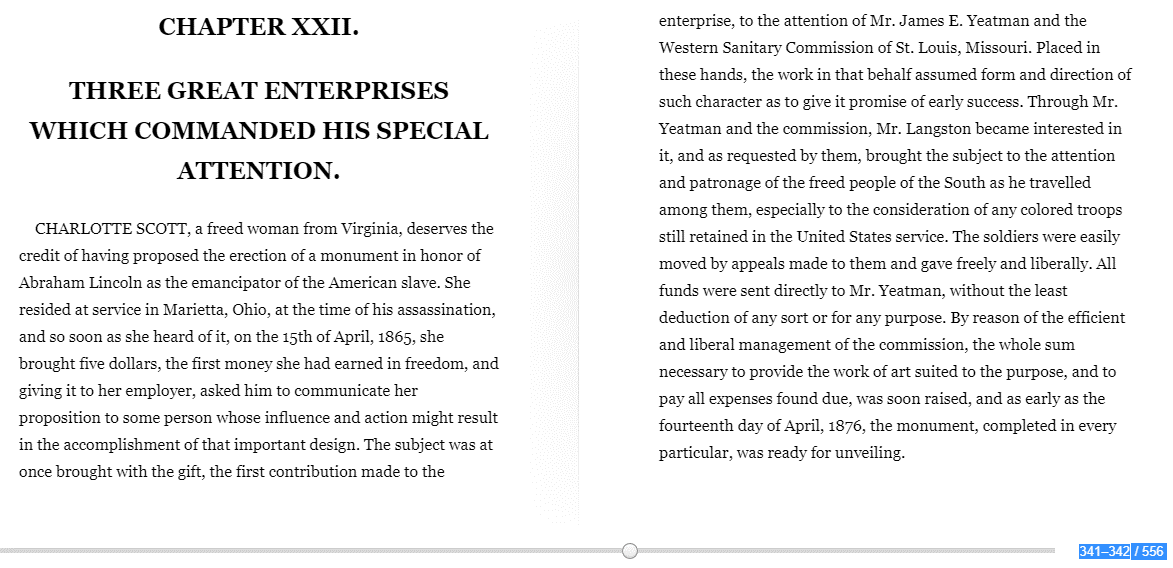 CHAPTER XXII.
THREE GREAT ENTERPRISES
WHICH COMMANDED HIS SPECIAL
ATTENTION.
CHARLOTTE SCOTT, a freed woman from Virginia, deserves the
credit of having proposed the erection of a monument in honor of
Abraham Lincoln as the emancipator of the American slave. She
resided at service in Marietta, Ohio, at the time of his assassination,
and so soon as she heard of it, on the 15th of April, 1865, she
brought five dollars, the first money she had earned in freedom, and
giving it to her employer, asked him to communicate her
proposition to some person whose influence and action might result
in the accomplishment of that important design. The subject was at
once brought with the gift, the first contribution made to the
enterprise, to the attention of Mr. James E. Yeatman and the
Western Sanitary Commission of St. Louis, Missouri. Placed in
these hands, the work in that behalf assumed form and direction of
such character as to give it promise of early success. Through Mr.
Yeatman and the commission, Mr. Langston became interested in
it, and as requested by them, brought the subject to the attention
and patronage of the freed people of the South as he travelled
among them, especially to the consideration of any colored troops
still retained in the United States service. The soldiers were easily
moved by appeals made to them and gave freely and liberally. All
funds were sent directly to Mr. Yeatman, without the least
deduction of any sort or for any purpose. By reason of the efficient
and liberal management of the commission, the whole sum
necessary to provide the work of art suited to the purpose, and to
pay all expenses found due, was soon raised, and as early as the
fourteenth day of April, 1876, the monument, completed in every
particular, was ready for unveiling.
341–342 / 556